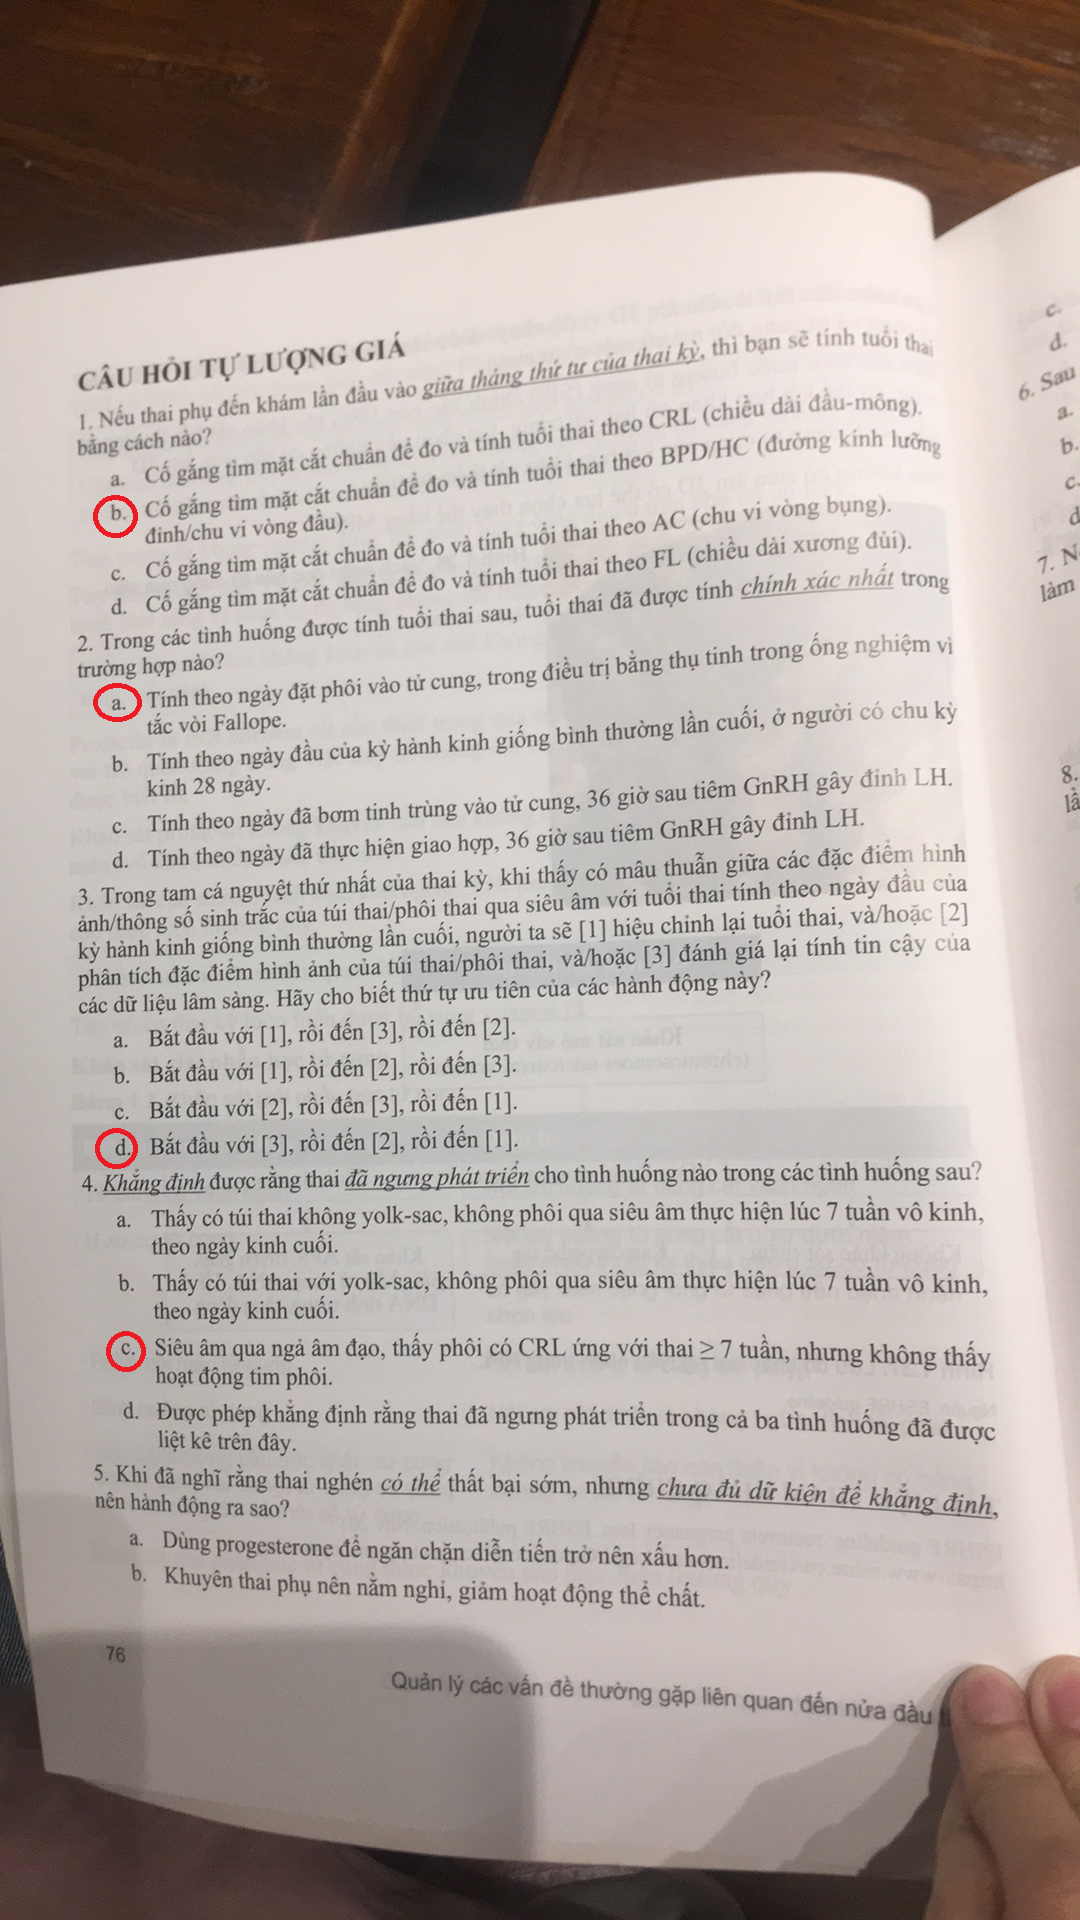 CÂU HỎI TỰ LƯỢNG GIÁ
1. Nếu thai phụ đến khám lần đầu vào giữa tháng thứ tư của thai kỳ, thì bạn sẽ tính tuổi thai
bằng cách nào?
a. Cố gắng tìm mặt cắt chuẩn để đo và tính tuổi thai theo CRL (chiều dài đầu-mông).
b. Cố gắng tìm mặt cắt chuẩn để đo và tính tuổi thai theo BPD/HC (đường kính lưỡng
đỉnh/chu vi vòng đầu).
c. Cố gắng tìm mặt cắt chuẩn để đo và tính tuổi thai theo AC (chu vi vòng bụng).
d. Cố gắng tìm mặt cắt chuẩn để đo và tính tuổi thai theo FL (chiều dài xương đùi).
2. Trong các tình huống được tính tuổi thai sau, tuổi thai đã được tính chính xác nhất trong
trường hợp nào?
a. Tính theo ngày đặt phôi vào tử cung, trong điều trị bằng thụ tinh trong ống nghiệm vì
tắc vòi Fallope.
b. Tính theo ngày đầu của kỳ hành kinh giống bình thường lần cuối, ở người có chu kỳ
kinh 28 ngày.
c. Tính theo ngày đã bơm tinh trùng vào tử cung, 36 giờ sau tiêm GnRH gây đỉnh LH.
d. Tính theo ngày đã thực hiện giao hợp, 36 giờ sau tiêm GnRH gây đỉnh LH.
3. Trong tam cá nguyệt thứ nhất của thai kỳ, khi thấy có mâu thuẫn giữa các đặc điểm hình
ảnh/thông số sinh trắc của túi thai/phôi thai qua siêu âm với tuổi thai tính theo ngày đầu của
kỳ hành kinh giống bình thường lần cuối, người ta sẽ [1] hiệu chỉnh lại tuổi thai, và/hoặc [2]
phân tích đặc điểm hình ảnh của túi thai/phôi thai, và/hoặc [3] đánh giá lại tính tin cậy của
các dữ liệu lâm sàng. Hãy cho biết thứ tự ưu tiên của các hành động này?
a. Bắt đầu với [1], rồi đến [3], rồi đến [2].
b. Bắt đầu với [1], rồi đến [2], rồi đến [3].
c. Bắt đầu với [2], rồi đến [3], rồi đến [1].
d. Bắt đầu với [3], rồi đến [2], rồi đến [1].
4. Khẳng định được rằng thai đã ngưng phát triển cho tình huống nào trong các tình huống sau?
a. Thấy có túi thai không yolk-sac, không phôi qua siêu âm thực hiện lúc 7 tuần vô kinh,
theo ngày kinh cuối.
b. Thấy có túi thai với yolk-sac, không phôi qua siêu âm thực hiện lúc 7 tuần vô kinh,
theo ngày kinh cuối.
c. Siêu âm qua ngả âm đạo, thấy phôi có CRL ứng với thai ≥ 7 tuần, nhưng không thấy
hoạt động tim phôi.
d. Được phép khẳng định rằng thai đã ngưng phát triển trong cả ba tình huống đã được
liệt kê trên đây.
5. Khi đã nghĩ rằng thai nghén có thể thất bại sớm, nhưng chưa đủ dữ kiện để khẳng định,
nên hành động ra sao?
a. Dùng progesterone để ngăn chặn diễn tiến trở nên xấu hơn.
b. Khuyên thai phụ nên nằm nghỉ, giảm hoạt động thể chất.
76
Quản lý các vấn đề thường gặp liên quan đến nửa đầu
c.
d.
6. Sau
a.
b.
c.
d
7. N
làm
8.